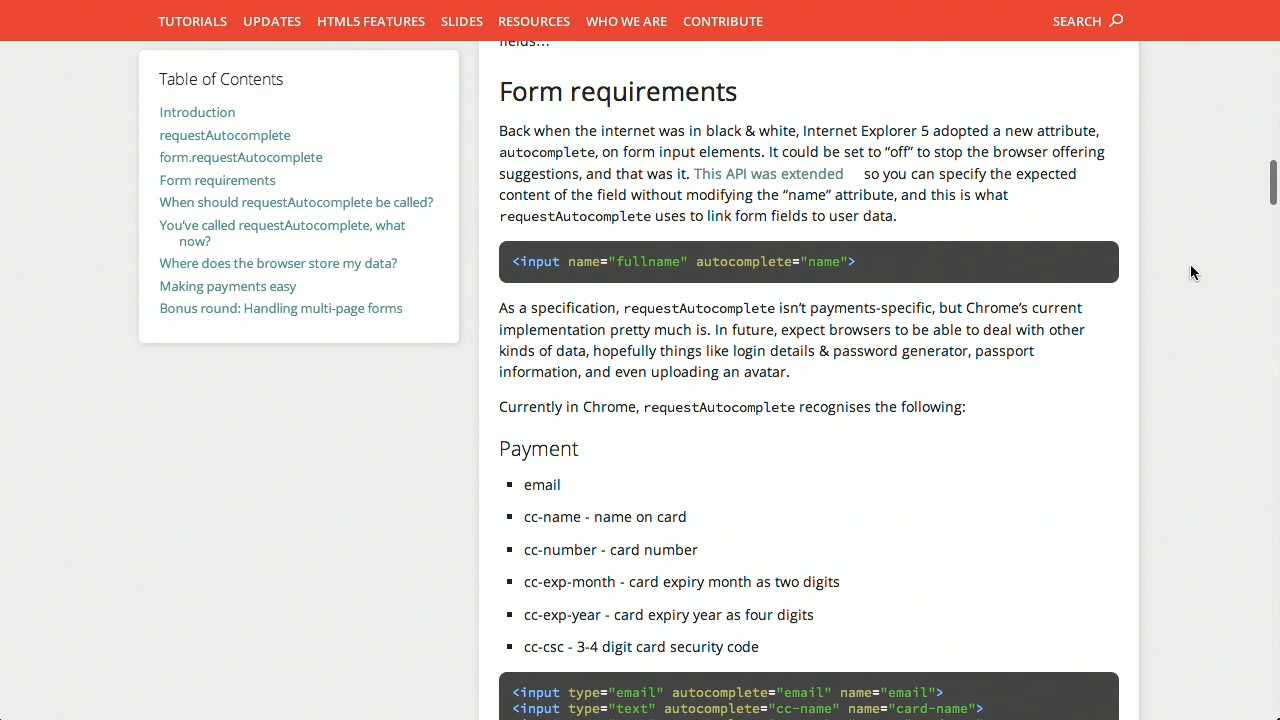 TUTORIALS UPDATES HTML5 FEATURES SLIDES RESOURCES WHO WE ARE CONTRIBUTE SEARCH
Table of Contents
Introduction
requestAutocomplete
form.requestAutocomplete
Form requirements
When should requestAutocomplete be called?
You've called requestAutocomplete, what
now?
Where does the browser store my data?
Making payments easy
Bonus round: Handling multi-page forms
fields…
Form requirements
Back when the internet was in black & white, Internet Explorer 5 adopted a new attribute,
autocomplete, on form input elements. It could be set to “off” to stop the browser offering
suggestions, and that was it. This API was extended so you can specify the expected
content of the field without modifying the “name” attribute, and this is what
requestAutocomplete uses to link form fields to user data.
<input name="fullname" autocomplete="name">
As a specification, requestAutocomplete isn’t payments-specific, but Chrome’s current
implementation pretty much is. In future, expect browsers to be able to deal with other
kinds of data, hopefully things like login details & password generator, passport
information, and even uploading an avatar.
Currently in Chrome, requestAutocomplete recognises the following:
Payment
▪ email
▪ cc-name - name on card
▪ cc-number - card number
▪ cc-exp-month - card expiry month as two digits
▪ cc-exp-year - card expiry year as four digits
▪ cc-csc - 3-4 digit card security code
<input type="email" autocomplete="email" name="email">
<input type="text" autocomplete="cc-name" name="card-name">